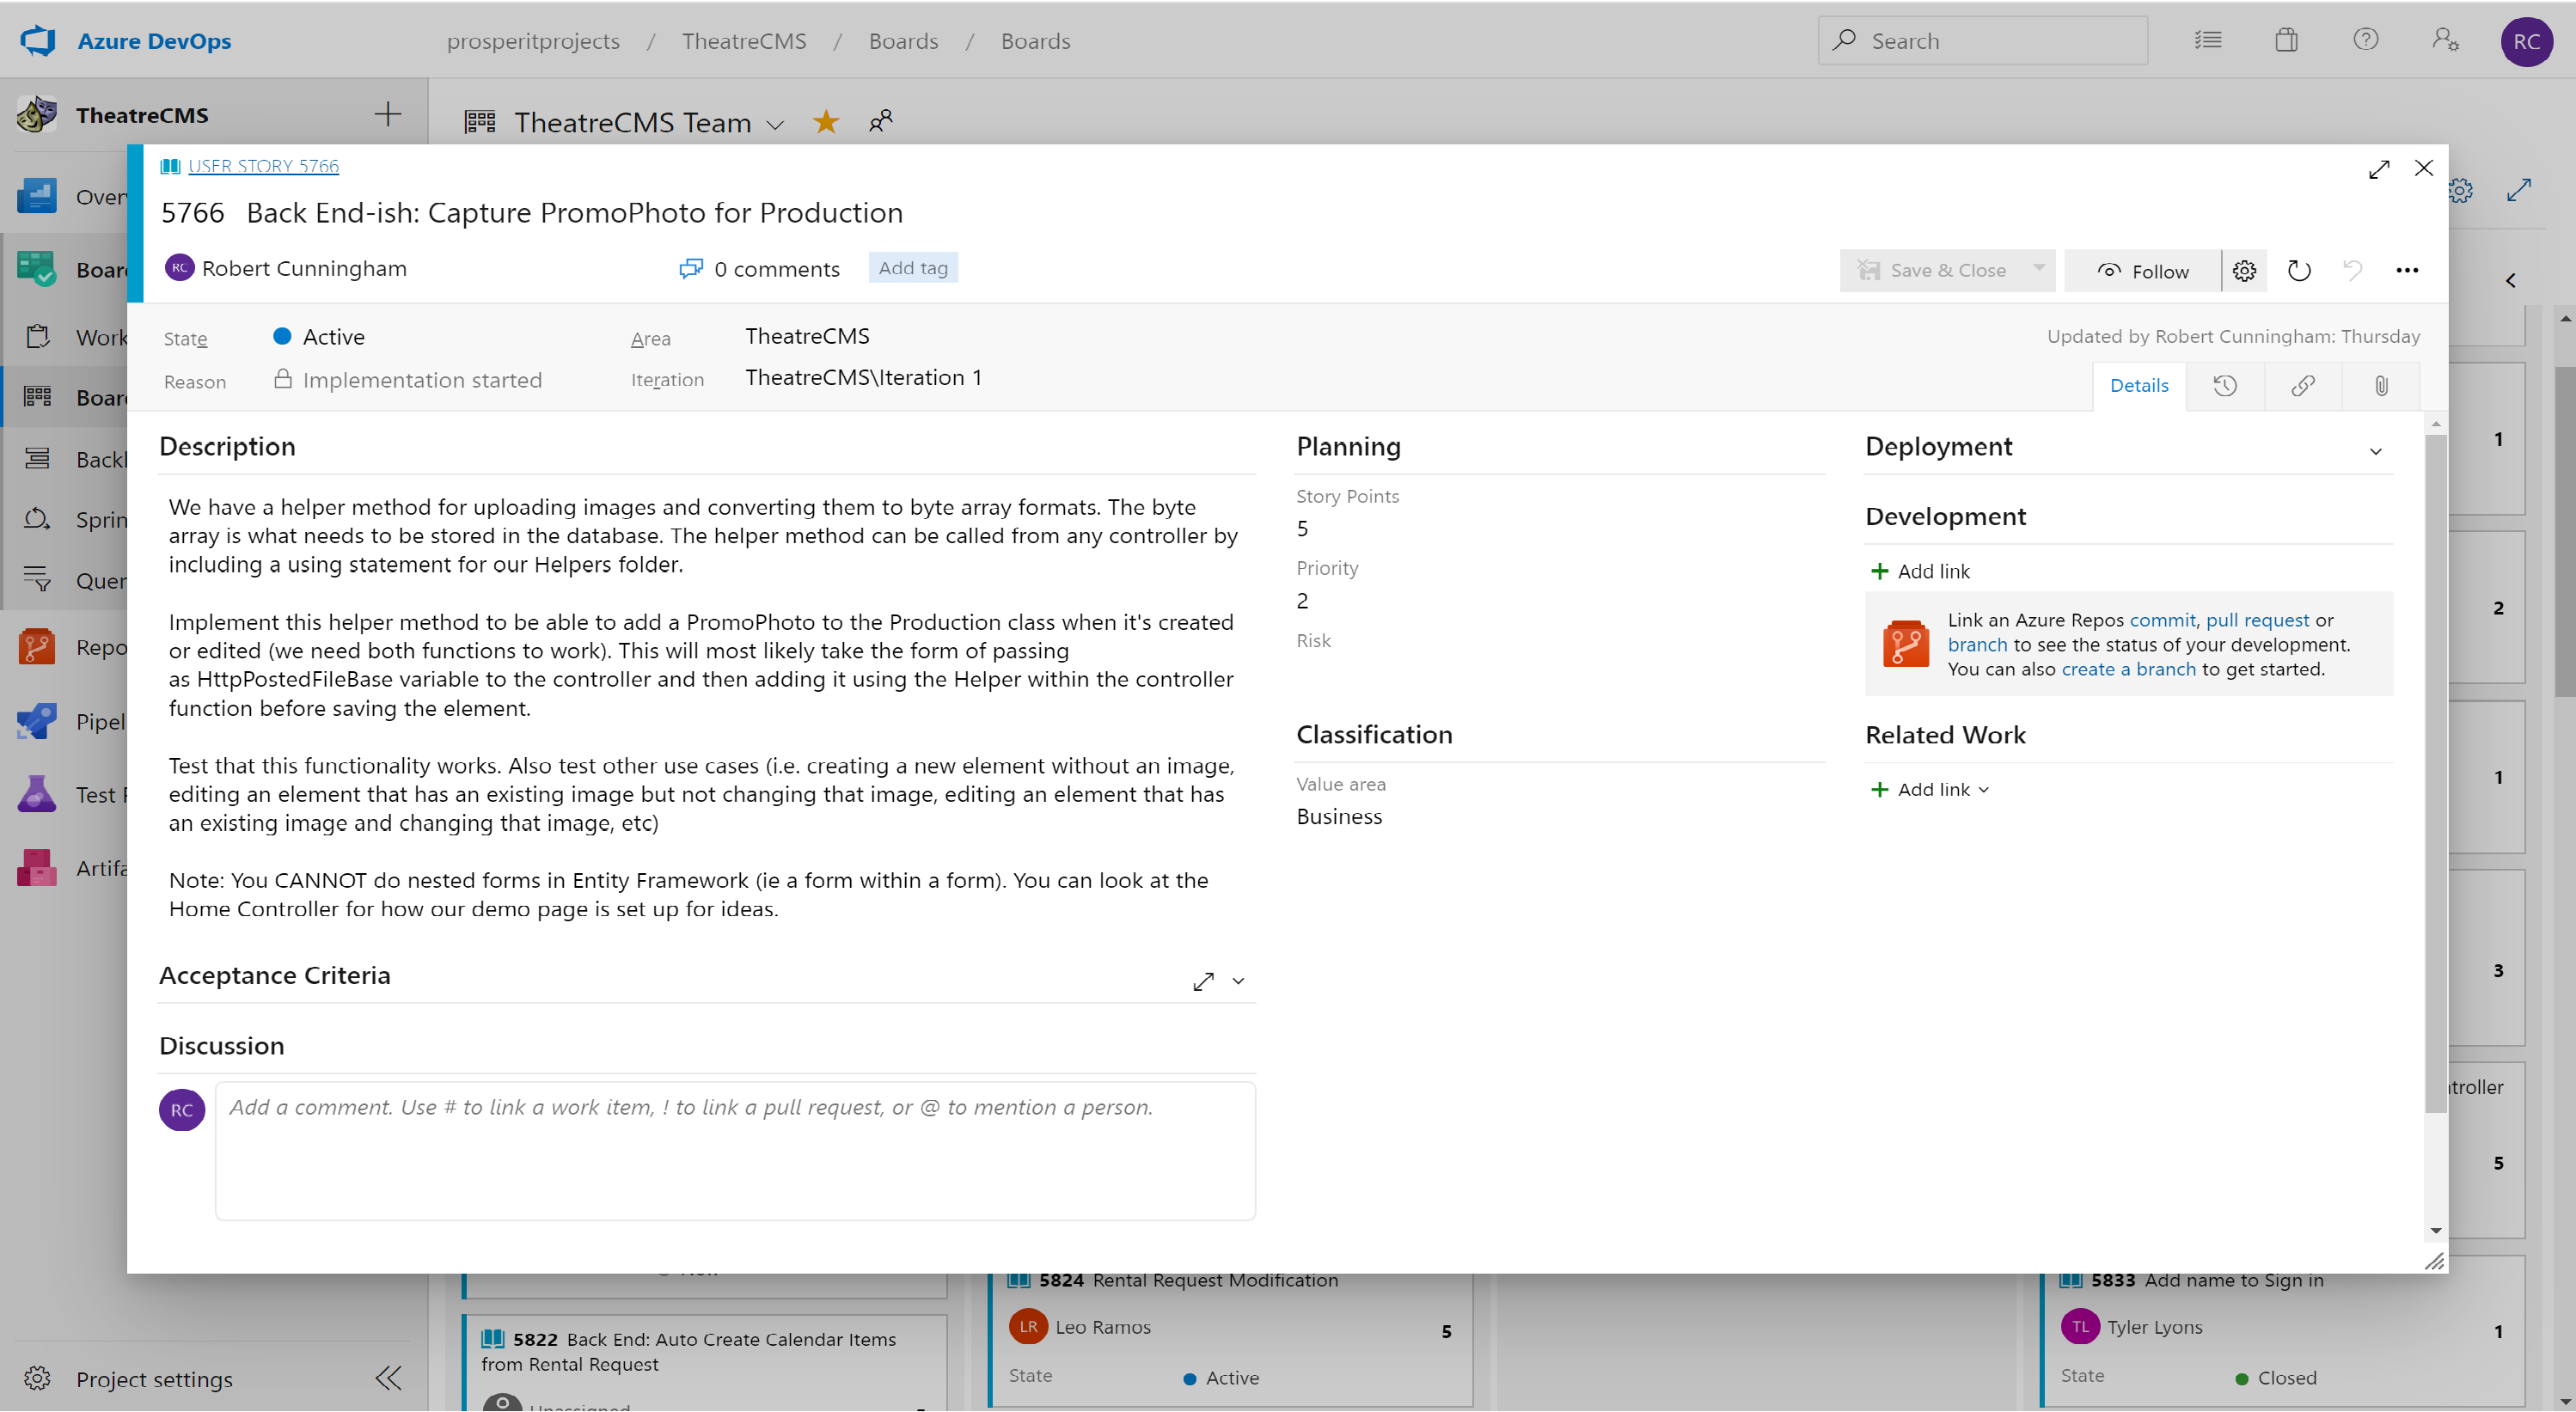 Azure DevOps
prosperitprojects / TheatreCMS / Boards / Boards
Search
RC
TheatreCMS
TheatreCMS Team
USER STORY 5766
5766 Back End-ish: Capture PromoPhoto for Production
RC Robert Cunningham
0 comments
Add tag
Save & Close
Follow
State
Active
Area
TheatreCMS
Updated by Robert Cunningham: Thursday
Reason
Implementation started
Iteration
TheatreCMS\Iteration 1
Details
Description
We have a helper method for uploading images and converting them to byte array formats. The byte
array is what needs to be stored in the database. The helper method can be called from any controller by
including a using statement for our Helpers folder.
Implement this helper method to be able to add a PromoPhoto to the Production class when it's created
or edited (we need both functions to work). This will most likely take the form of passing
as HttpPostedFileBase variable to the controller and then adding it using the Helper within the controller
function before saving the element.
Test that this functionality works. Also test other use cases (i.e. creating a new element without an image,
editing an element that has an existing image but not changing that image, editing an element that has
an existing image and changing that image, etc)
Note: You CANNOT do nested forms in Entity Framework (ie a form within a form). You can look at the
Home Controller for how our demo page is set up for ideas.
Acceptance Criteria
Discussion
RC
Add a comment. Use # to link a work item, ! to link a pull request, or @ to mention a person.
Planning
Story Points
5
Priority
2
Risk
Classification
Value area
Business
Deployment
Development
Add link
Link an Azure Repos commit, pull request or
branch to see the status of your development.
You can also create a branch to get started.
Related Work
Add link
1
2
1
3
troller
5
Work
Test
5822 Back End: Auto Create Calendar Items
from Rental Request
5824 Rental Request Modification
LR Leo Ramos
5
State
Active
5833 Add name to Sign in
TL Tyler Lyons
1
State
Closed
Project settings